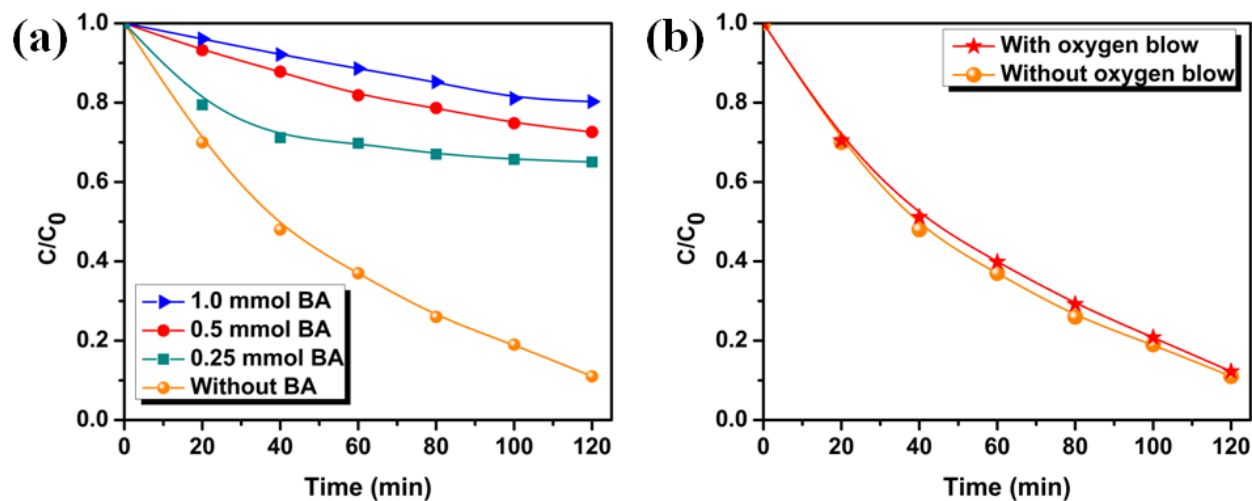 (a)
1.0
0.8
0.6
0.4
0.2
0.0
C/C0
1.0 mmol BA
0.5 mmol BA
0.25 mmol BA
Without BA
0 20 40 60 80 100 120
Time (min)
(b)
1.0
0.8
0.6
0.4
0.2
0.0
C/C0
With oxygen blow
Without oxygen blow
0 20 40 60 80 100 120
Time (min)